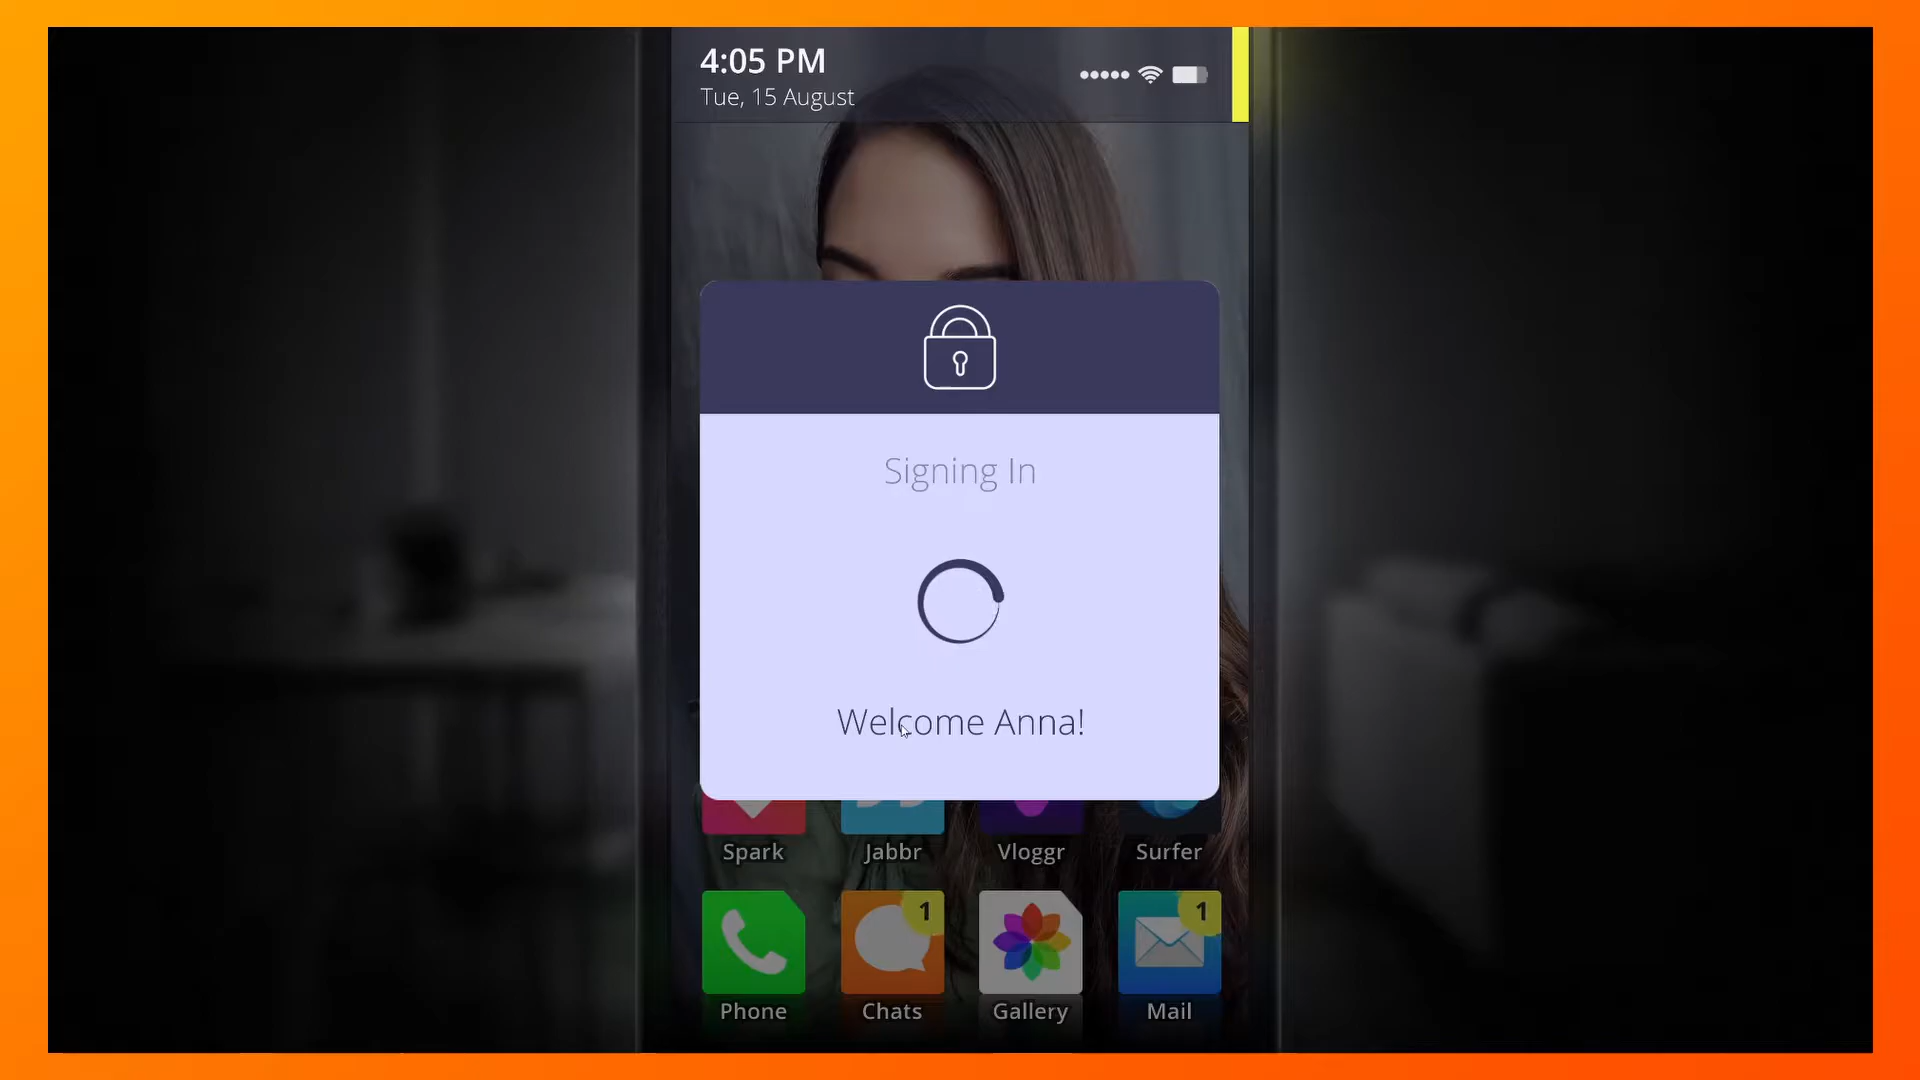 4:05 PM
Tue, 15 August
Signing In
Welcome Anna!
Spark Jabbr Vloggr Surfer
1 1
Phone Chats Gallery Mail